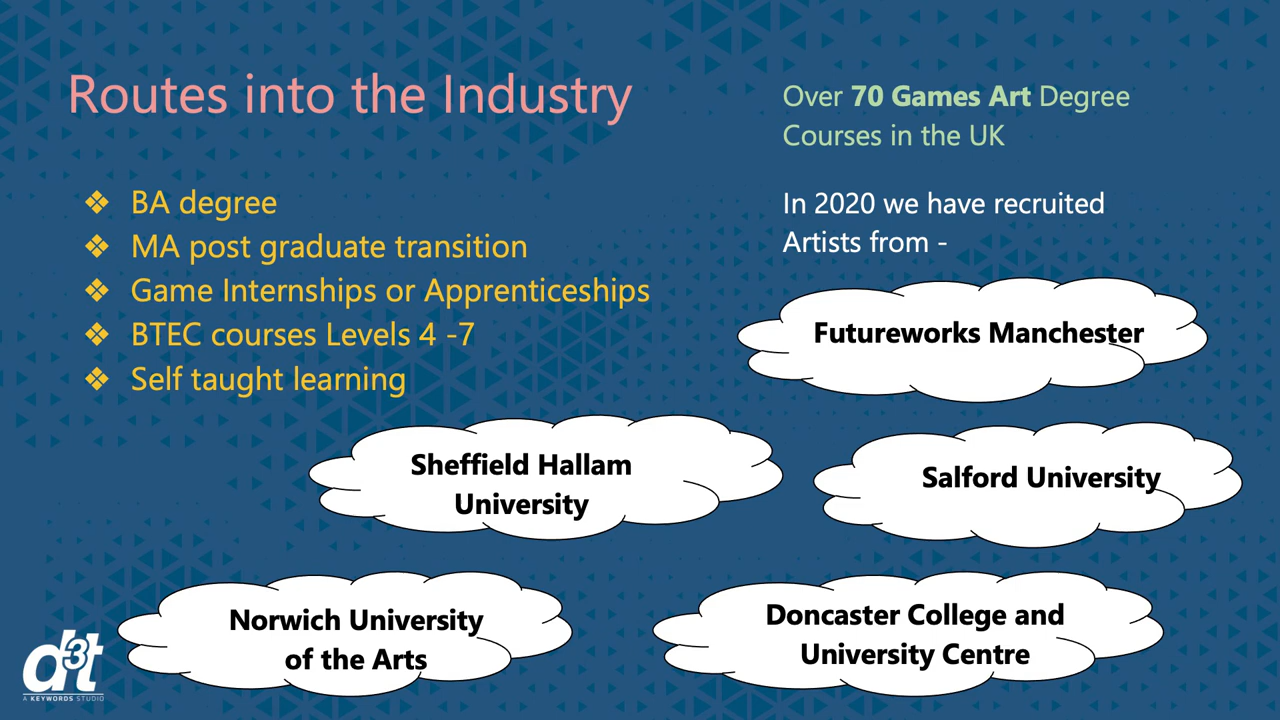 Routes into the Industry
❖ BA degree
❖ MA post graduate transition
❖ Game Internships or Apprenticeships
❖ BTEC courses Levels 4 -7
❖ Self taught learning
Over 70 Games Art Degree
Courses in the UK
In 2020 we have recruited
Artists from -
Futureworks Manchester
Sheffield Hallam
University
Salford University
Norwich University
of the Arts
Doncaster College and
University Centre
d3t
A KEYWORDS STUDIO